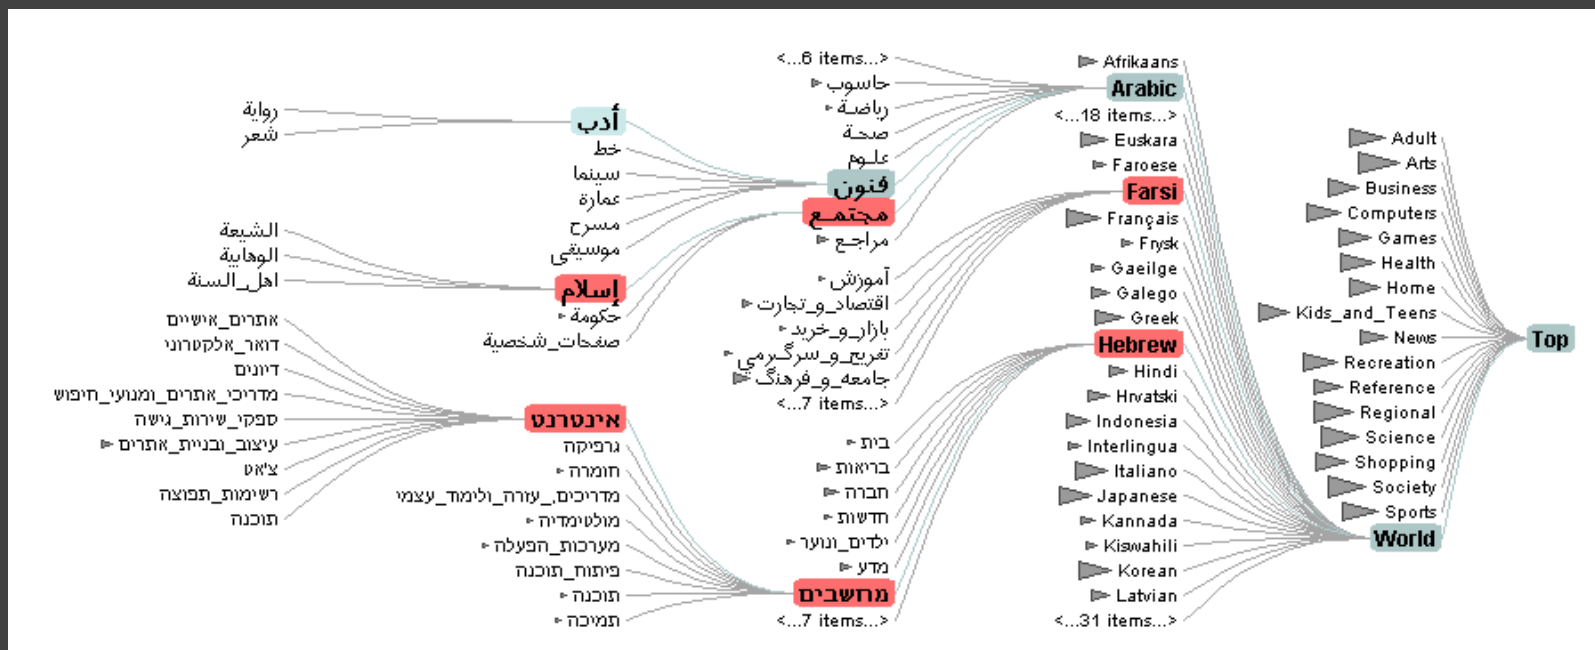 Top
Adult
Arts
Business
Computers
Games
Health
Home
Kids_and_Teens
News
Recreation
Reference
Regional
Science
Shopping
Society
Sports
World
Afrikaans
Arabic
<...18 items...>
Euskara
Faroese
Farsi
Français
Frysk
Gaeilge
Galego
Greek
Hebrew
Hindi
Hrvatski
Indonesia
Interlingua
Italiano
Japanese
Kannada
Kiswahili
Korean
Latvian
<...31 items...>
<...6 items...>
حاسوب
رياضة
صحة
علوم
فنون
مجتمع
مراجع
آموزش
اقتصاد_و_تجارت
بازار_و_خرید
تفریح_و_سرگرمي
جامعه_و_فرهنگ
<...7 items...>
בית
בריאות
חברה
חדשות
ילדים_ונוער
מדע
מחשבים
<...7 items...>
أدب
خط
سينما
عمارة
مسرح
موسيقى
إسلام
حكومة
صفحات_شخصية
אינטרנט
גרפיקה
חומרה
מדריכים,_עזרה_ולימוד_עצמי
מולטימדיה
מערכות_הפעלה
פיתוח_תוכנה
תוכנה
תמיכה
رواية
شعر
الشيعة
الوهابية
اهل_السنة
אתרים_אישיים
דואר_אלקטרוני
דיונים
מדריכי_אתרים_ומנועי_חיפוש
ספקי_שירות_גישה
עיצוב_ובניית_אתרים
צ'אט
רשימות_תפוצה
תוכנה